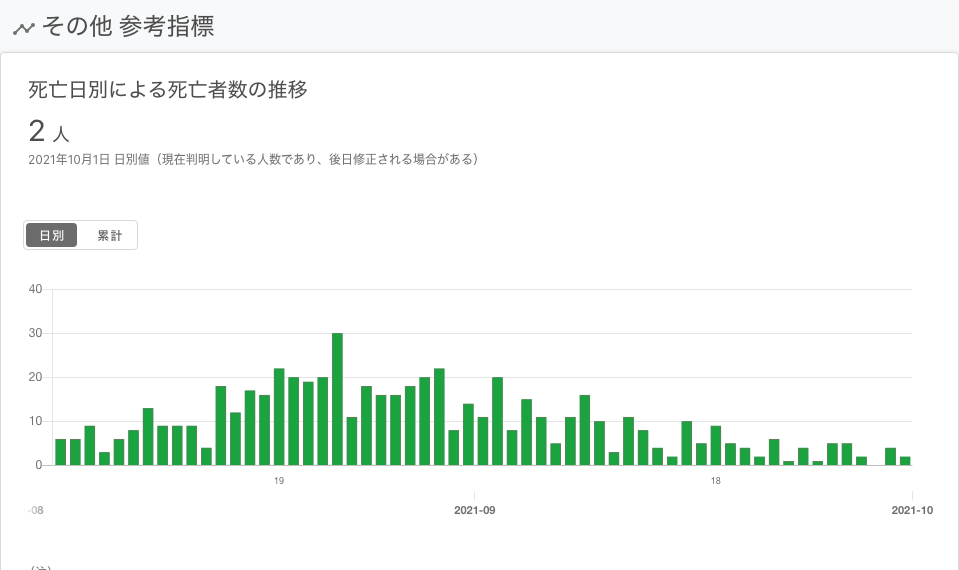 その他 参考指標
死亡日別による死亡者数の推移
2 人
2021年10月1日 日別値（現在判明している人数であり、後日修正される場合がある）
日別 累計
40
30
20
10
0
19 18
-08 2021-09 2021-10